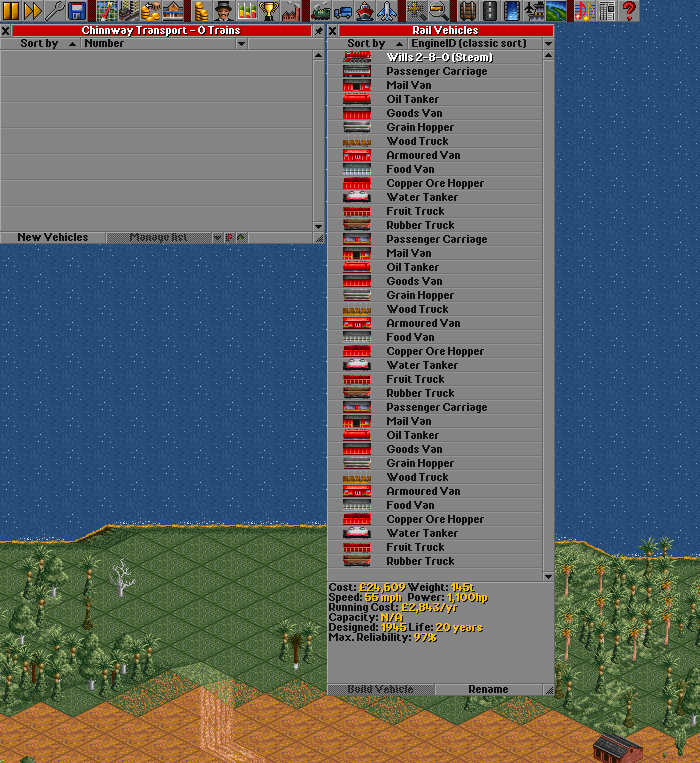 Chinnway Transport - 0 Trains
Sort by Number
New Vehicles Manage list
Rail Vehicles
Sort by EngineID (classic sort)
Wills 2-8-0 (Steam)
Passenger Carriage
Mail Van
Oil Tanker
Goods Van
Grain Hopper
Wood Truck
Armoured Van
Food Van
Copper Ore Hopper
Water Tanker
Fruit Truck
Rubber Truck
Passenger Carriage
Mail Van
Oil Tanker
Goods Van
Grain Hopper
Wood Truck
Armoured Van
Food Van
Copper Ore Hopper
Water Tanker
Fruit Truck
Rubber Truck
Passenger Carriage
Mail Van
Oil Tanker
Goods Van
Grain Hopper
Wood Truck
Armoured Van
Food Van
Copper Ore Hopper
Water Tanker
Fruit Truck
Rubber Truck
Cost: £24,609 Weight: 145t
Speed: 55 mph Power: 1,100hp
Running Cost: £2,843/yr
Capacity: N/A
Designed: 1945 Life: 20 years
Max. Reliability: 97%
Build Vehicle Rename